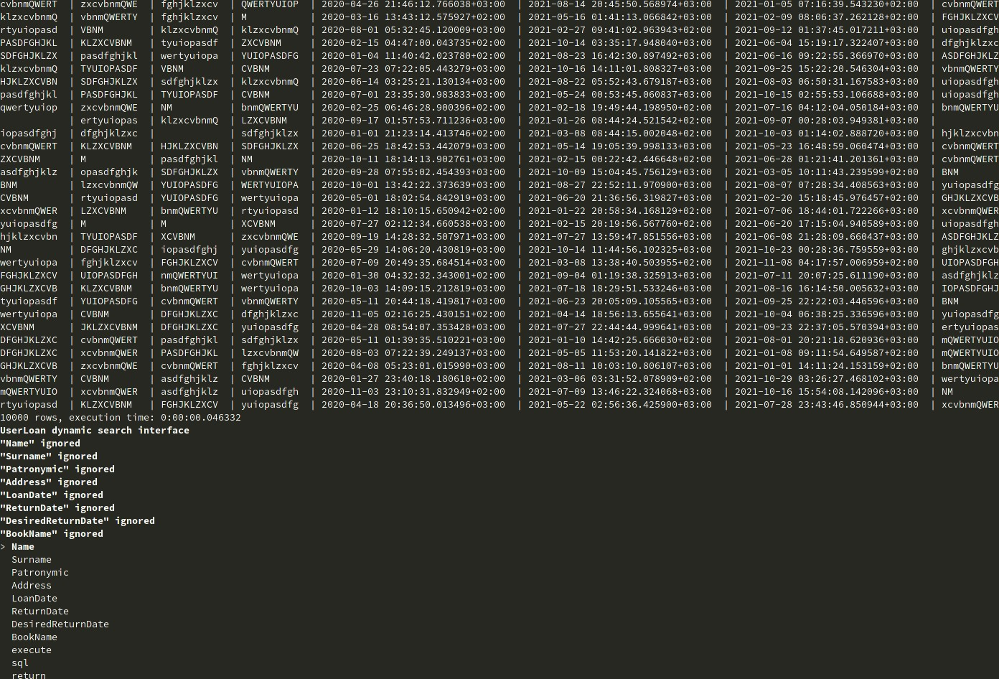 cvbnmQWERT | zxcvbnmQWE | fghjklzxcv | QWERTYUIOP | 2020-04-26 21:46:12.766038+03:00 | 2021-08-14 20:45:50.568974+03:00 | 2021-01-05 07:16:39.543230+02:00 | cvbnmQWERT
klzxcvbnmQ | vbnmQWERTY | fghjklzxcv | M | 2020-03-16 13:43:12.575927+02:00 | 2021-05-16 01:41:13.066842+03:00 | 2021-02-09 08:06:37.262128+02:00 | FGHJKLZXCV
rtyuiopasd | VBNM | klzxcvbnmQ | klzxcvbnmQ | 2020-08-01 05:32:45.120009+03:00 | 2021-02-27 09:41:02.963943+02:00 | 2021-09-12 01:37:45.017211+03:00 | uiopasdfgh
PASDFGHJKL | KLZXCVBNM | tyuiopasdf | ZXCVBNM | 2020-02-15 04:47:00.043735+02:00 | 2021-10-14 03:35:17.948040+03:00 | 2021-06-04 15:19:17.322407+03:00 | dfghjklzxc
SDFGHJKLZX | pasdfghjkl | wertyuiopa | YUIOPASDFG | 2020-01-04 11:40:42.023780+02:00 | 2021-08-23 16:42:30.897492+03:00 | 2021-06-16 09:22:55.366970+03:00 | ASDFGHJKLZ
klzxcvbnmQ | TYUIOPASDF | VBNM | CVBNM | 2020-07-23 07:22:05.443279+03:00 | 2021-10-16 14:11:01.808327+03:00 | 2021-09-25 15:22:20.546304+03:00 | vbnmQWERTY
HJKLZXCVBN | SDFGHJKLZX | sdfghjklzx | klzxcvbnmQ | 2020-06-14 03:25:21.130134+03:00 | 2021-08-22 05:52:43.679187+03:00 | 2021-08-03 06:50:31.167583+03:00 | uiopasdfgh
pasdfghjkl | PASDFGHJKL | TYUIOPASDF | CVBNM | 2020-07-01 23:35:30.983833+03:00 | 2021-05-24 00:53:45.060837+03:00 | 2021-10-15 02:55:53.106688+03:00 | uiopasdfgh
qwertyuiop | zxcvbnmQWE | NM | bnmQWERTYU | 2020-02-25 06:46:28.900396+02:00 | 2021-02-18 19:49:44.198950+02:00 | 2021-07-16 04:12:04.050184+03:00 | bnmQWERTYU
| ertyuiopas | klzxcvbnmQ | LZXCVBNM | 2020-09-17 01:57:53.711236+03:00 | 2021-01-26 08:44:24.521542+02:00 | 2021-09-07 00:28:03.949381+03:00 |
iopasdfghj | dfghjklzxc | | sdfghjklzx | 2020-01-01 21:23:14.413746+02:00 | 2021-03-08 08:44:15.002048+02:00 | 2021-10-03 01:14:02.888720+03:00 | hjklzxcvbn
cvbnmQWERT | KLZXCVBNM | HJKLZXCVBN | SDFGHJKLZX | 2020-06-25 18:42:53.442079+03:00 | 2021-05-14 19:05:39.998133+03:00 | 2021-05-23 16:48:59.060474+03:00 | cvbnmQWERT
ZXCVBNM | M | pasdfghjkl | NM | 2020-10-11 18:14:13.902761+03:00 | 2021-02-15 00:22:42.446648+02:00 | 2021-06-28 01:21:41.201361+03:00 | cvbnmQWERT
asdfghjklz | opasdfghjk | SDFGHJKLZX | vbnmQWERTY | 2020-09-28 07:55:02.454393+03:00 | 2021-10-09 15:04:45.756129+03:00 | 2021-03-05 10:11:43.239599+02:00 | BNM
BNM | lzxcvbnmQW | YUIOPASDFG | WERTYUIOPA | 2020-10-01 13:42:22.373639+03:00 | 2021-08-27 22:52:11.970900+03:00 | 2021-08-07 07:28:34.408563+03:00 | yuiopasdfg
CVBNM | rtyuiopasd | YUIOPASDFG | wertyuiopa | 2020-05-01 18:02:54.842919+03:00 | 2021-06-20 21:36:56.319827+03:00 | 2021-02-20 15:18:45.976457+02:00 | GHJKLZXCVB
xcvbnmQWER | LZXCVBNM | bnmQWERTYU | rtyuiopasd | 2020-01-12 18:10:15.650942+02:00 | 2021-01-22 20:58:34.168129+02:00 | 2021-07-06 18:44:01.722266+03:00 | xcvbnmQWER
yuiopasdfg | M | M | XCVBNM | 2020-07-27 02:12:34.660538+03:00 | 2021-02-15 20:19:56.567760+02:00 | 2021-06-20 17:15:04.940589+03:00 | uiopasdfgh
hjklzxcvbn | TYUIOPASDF | XCVBNM | zxcvbnmQWE | 2020-09-19 14:28:32.507971+03:00 | 2021-07-27 13:59:47.851556+03:00 | 2021-06-08 21:28:09.660437+03:00 | ASDFGHJKLZ
NM | DFGHJKLZXC | iopasdfghj | yuiopasdfg | 2020-05-29 14:06:20.430819+03:00 | 2021-10-14 11:44:56.102325+03:00 | 2021-10-23 00:28:36.759559+03:00 | ghjklzxcvb
wertyuiopa | fghjklzxcv | FGHJKLZXCV | cvbnmQWERT | 2020-07-09 20:49:35.684514+03:00 | 2021-03-08 13:38:40.503955+02:00 | 2021-11-08 04:17:57.006959+02:00 | UIOPASDFGH
FGHJKLZXCV | UIOPASDFGH | nmQWERTYUI | wertyuiopa | 2020-01-30 04:32:32.343001+02:00 | 2021-09-04 01:19:38.325913+03:00 | 2021-07-11 20:07:25.611190+03:00 | asdfghjklz
GHJKLZXCVB | KLZXCVBNM | bnmQWERTYU | wertyuiopa | 2020-10-03 14:09:15.212819+03:00 | 2021-07-18 18:29:51.533246+03:00 | 2021-08-16 16:14:50.005632+03:00 | IOPASDFGHJ
tyuiopasdf | YUIOPASDFG | cvbnmQWERT | vbnmQWERTY | 2020-05-11 20:44:18.419817+03:00 | 2021-06-23 20:05:09.105565+03:00 | 2021-09-25 22:22:03.446596+03:00 | BNM
wertyuiopa | CVBNM | DFGHJKLZXC | dfghjklzxc | 2020-11-05 02:16:25.430151+02:00 | 2021-04-14 18:56:13.655641+03:00 | 2021-10-04 06:38:25.336596+03:00 | yuiopasdfg
XCVBNM | JKLZXCVBNM | DFGHJKLZXC | yuiopasdfg | 2020-04-28 08:54:07.353428+03:00 | 2021-07-27 22:44:44.999641+03:00 | 2021-09-23 22:37:05.570394+03:00 | ertyuiopas
DFGHJKLZXC | cvbnmQWERT | pasdfghjkl | sdfghjklzx | 2020-05-11 01:39:35.510221+03:00 | 2021-01-10 14:42:25.666030+02:00 | 2021-08-01 20:21:18.620936+03:00 | mQWERTYUIO
DFGHJKLZXC | xcvbnmQWER | PASDFGHJKL | lzxcvbnmQW | 2020-08-03 07:22:39.249137+03:00 | 2021-05-05 11:53:20.141822+03:00 | 2021-01-08 09:11:54.649587+02:00 | mQWERTYUIO
GHJKLZXCVB | zxcvbnmQWE | cvbnmQWERT | fghjklzxcv | 2020-04-08 05:23:01.015990+03:00 | 2021-08-11 10:03:10.806107+03:00 | 2021-01-01 14:11:24.153159+02:00 | bnmQWERTYU
vbnmQWERTY | CVBNM | asdfghjklz | CVBNM | 2020-01-27 23:40:18.180610+02:00 | 2021-03-06 03:31:52.078909+02:00 | 2021-10-29 03:26:27.468102+03:00 | wertyuiopa
mQWERTYUIO | xcvbnmQWER | asdfghjklz | uiopasdfgh | 2020-11-03 23:10:31.832949+02:00 | 2021-07-09 13:46:22.324068+03:00 | 2021-10-16 15:54:08.142096+03:00 | NM
rtyuiopasd | KLZXCVBNM | FGHJKLZXCV | yuiopasdfg | 2020-04-18 20:36:50.013496+03:00 | 2021-05-22 02:56:36.425900+03:00 | 2021-07-28 23:43:46.850944+03:00 | xcvbnmQWER
10000 rows, execution time: 0:00:00.046332
UserLoan dynamic search interface
"Name" ignored
"Surname" ignored
"Patronymic" ignored
"Address" ignored
"LoanDate" ignored
"ReturnDate" ignored
"DesiredReturnDate" ignored
"BookName" ignored
> Name
Surname
Patronymic
Address
LoanDate
ReturnDate
DesiredReturnDate
BookName
execute
sql
return